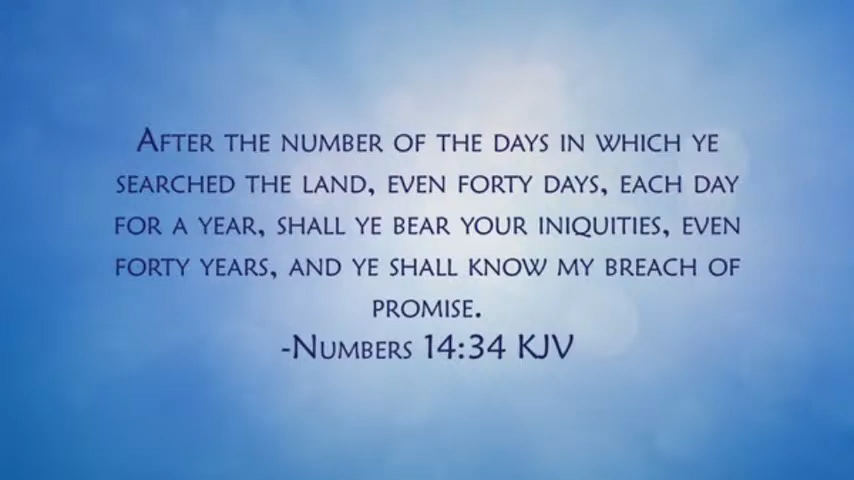 After the number of the days in which ye
searched the land, even forty days, each day
for a year, shall ye bear your iniquities, even
forty years, and ye shall know my breach of
promise.
-Numbers 14:34 KJV